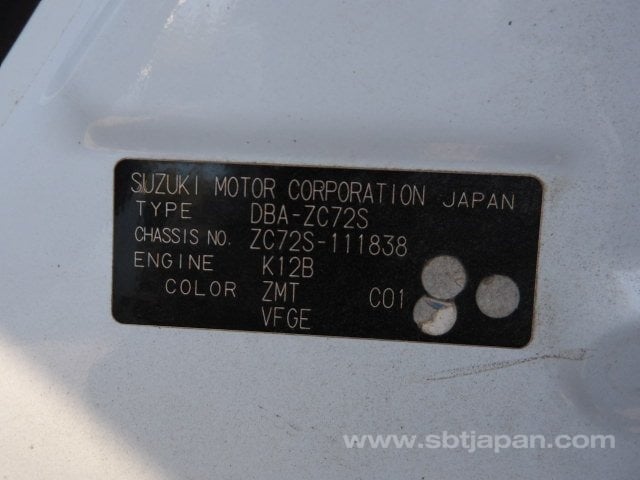 SUZUKI MOTOR CORPORATION JAPAN
TYPE DBA-ZC72S
CHASSIS NO. ZC72S-111838
ENGINE K12B
COLOR ZMT C01
VFGE
www.sbtjapan.com